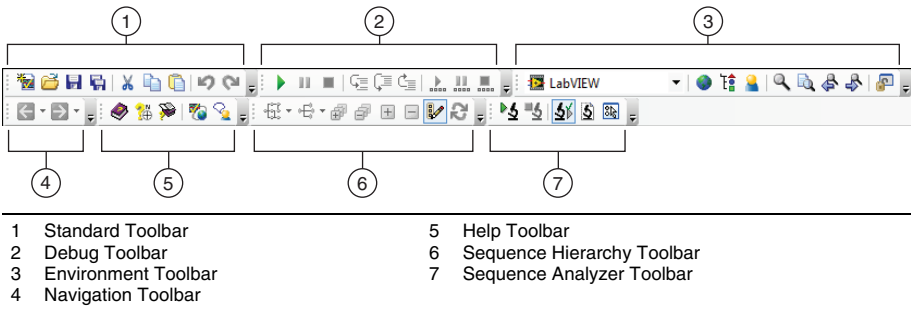 1 2 3
LabVIEW
4 5 6 7
1 Standard Toolbar
2 Debug Toolbar
3 Environment Toolbar
4 Navigation Toolbar
5 Help Toolbar
6 Sequence Hierarchy Toolbar
7 Sequence Analyzer Toolbar